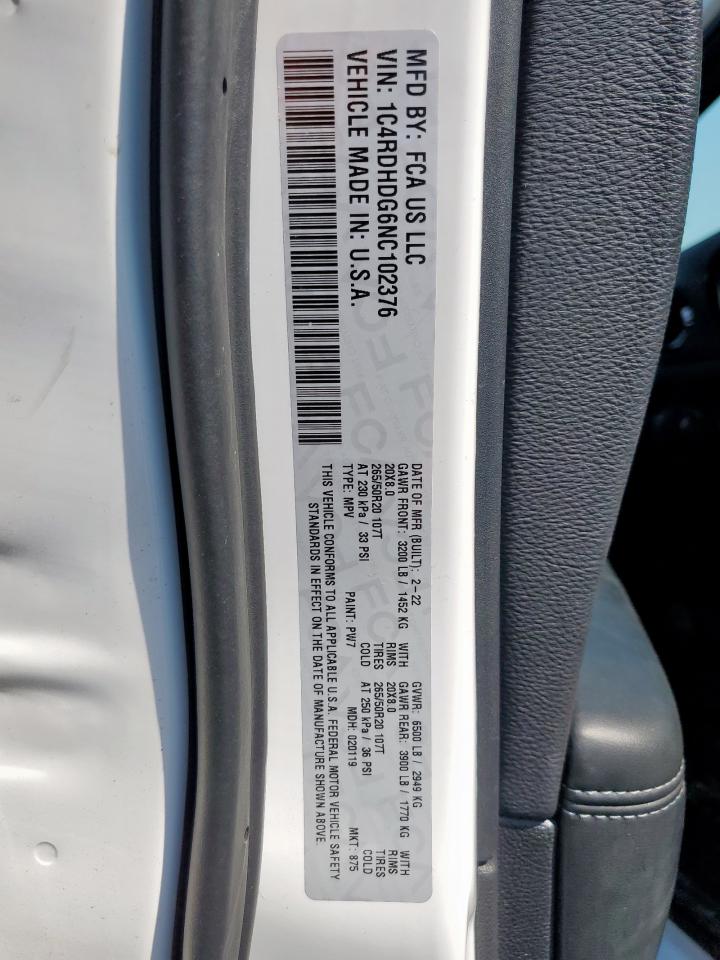 MFD BY: FCA US LLC
VIN: 1C4RDHDG6NC102376
VEHICLE MADE IN: U.S.A.
DATE OF MFR (BUILT): 2-22 GVWR: 6500 LB / 2949 KG
GAWR FRONT: 3200 LB / 1452 KG WITH GAWR REAR: 3900 LB / 1770 KG WITH
20X8.0 RIMS 20X8.0 RIMS
265/50R20 107T TIRES 265/50R20 107T TIRES
AT 230 kPa / 33 PSI COLD AT 250 kPa / 36 PSI COLD
TYPE: MPV PAINT: PW7 MDH: 020119 MKT: 875
THIS VEHICLE CONFORMS TO ALL APPLICABLE U.S.A. FEDERAL MOTOR VEHICLE SAFETY
STANDARDS IN EFFECT ON THE DATE OF MANUFACTURE SHOWN ABOVE.